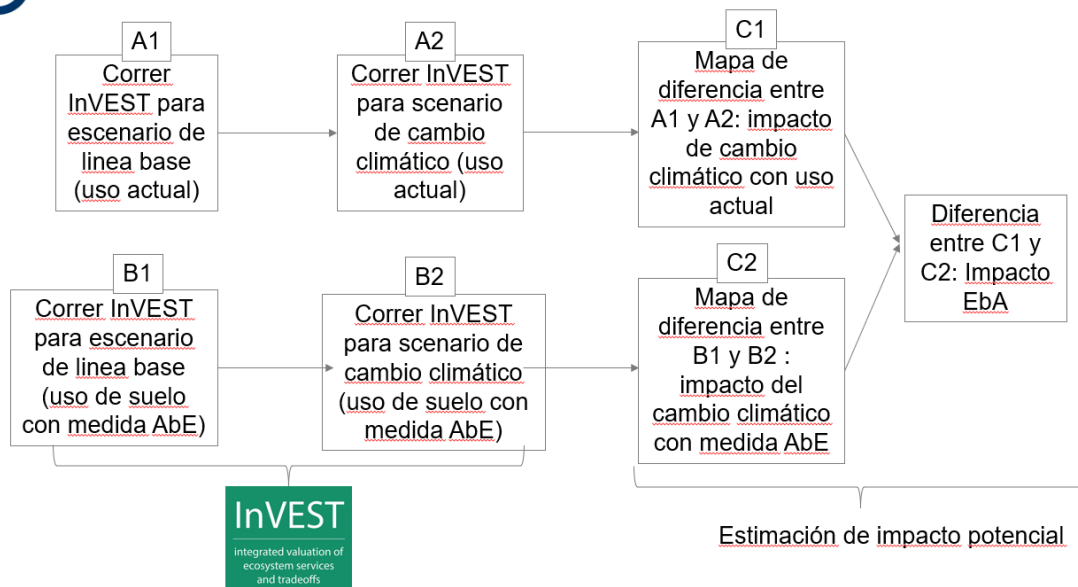 A1
Correr
InVEST para
escenario de
linea base
(uso actual)
A2
Correr InVEST
para scenario
de cambio
climático (uso
actual)
C1
Mapa de
diferencia entre
A1 y A2: impacto
de cambio
climático con uso
actual
B1
Correr InVEST
para escenario
de linea base
(uso de suelo
con medida AbE)
B2
Correr InVEST
para scenario de
cambio climático
(uso de suelo con
medida AbE)
C2
Mapa de
diferencia entre
B1 y B2 :
impacto del
cambio climático
con medida AbE
Diferencia
entre C1 y
C2: Impacto
EbA
InVEST
integrated valuation of
ecosystem services
and tradeoffs
Estimación de impacto potencial